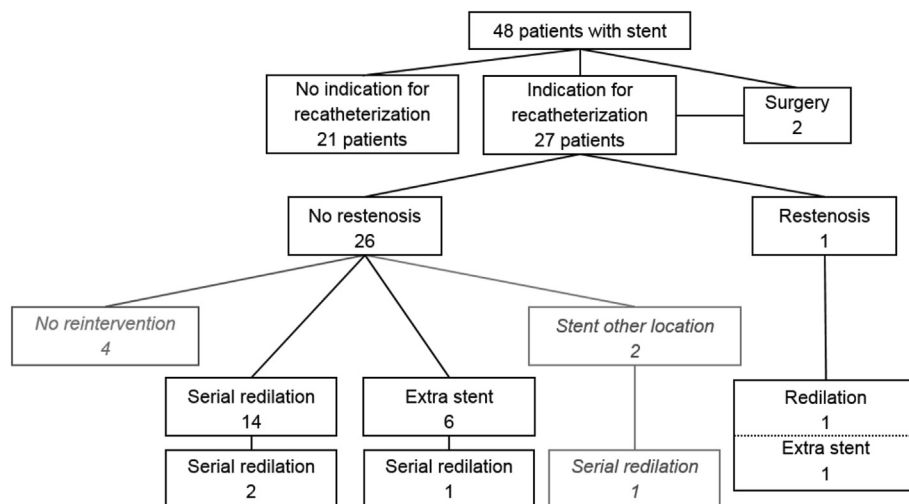 48 patients with stent
No indication for
recatheterization
21 patients
Indication for
recatheterization
27 patients
Surgery
2
No restenosis
26
Restenosis
1
No reintervention
4
Stent other location
2
Serial redilation
14
Extra stent
6
Redilation
1
Extra stent
1
Serial redilation
2
Serial redilation
1
Serial redilation
1